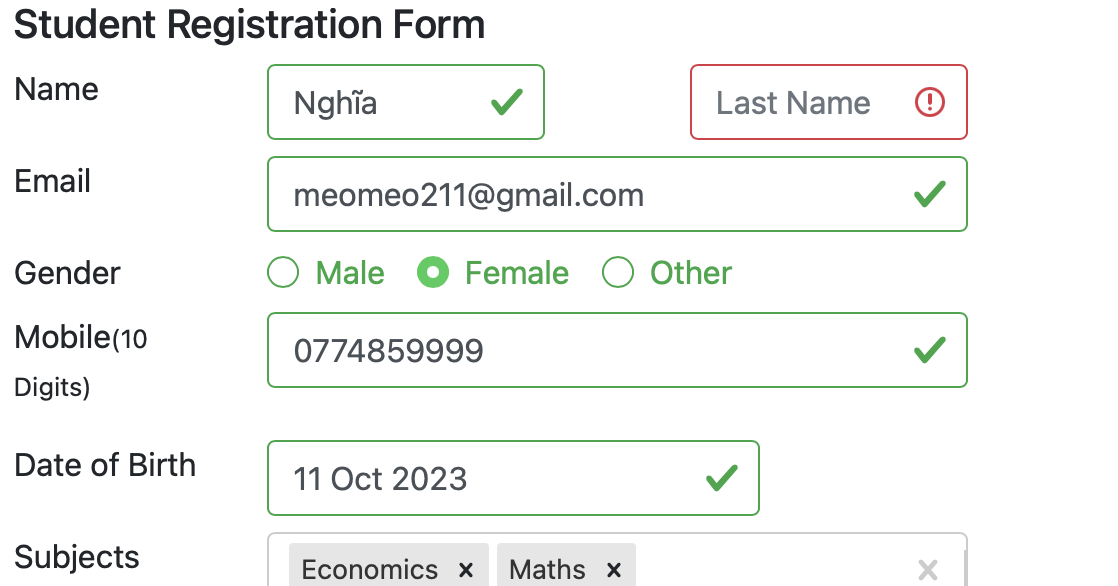 Student Registration Form
Name Nghĩa Last Name
Email meomeo211@gmail.com
Gender Male Female Other
Mobile(10
Digits) 0774859999
Date of Birth 11 Oct 2023
Subjects Economics × Maths ×